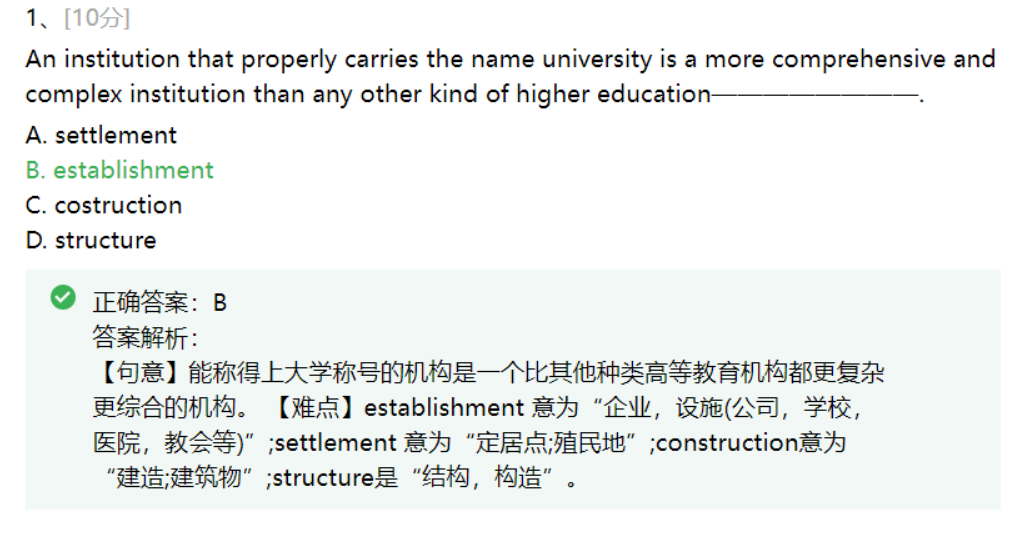 1、[10分]
An institution that properly carries the name university is a more comprehensive and
complex institution than any other kind of higher education————————.
A. settlement
B. establishment
C. costruction
D. structure
正确答案：B
答案解析：
【句意】能称得上大学称号的机构是一个比其他种类高等教育机构都更复杂
更综合的机构。【难点】establishment 意为“企业，设施(公司，学校，
医院，教会等)”;settlement 意为“定居点;殖民地”;construction意为
“建造;建筑物”;structure是“结构，构造”。